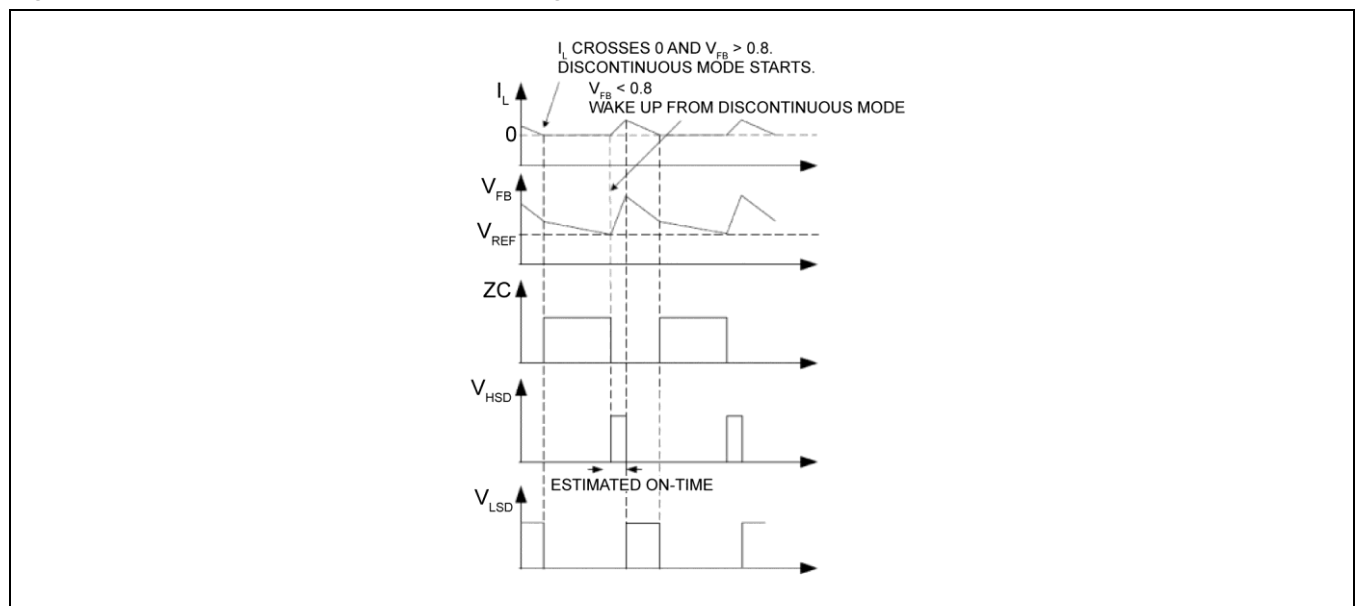 I_L CROSSES 0 AND V_FB > 0.8.
DISCONTINUOUS MODE STARTS.
V_FB < 0.8
WAKE UP FROM DISCONTINUOUS MODE
I_L
0
V_FB
V_REF
ZC
V_HSD
ESTIMATED ON-TIME
V_LSD